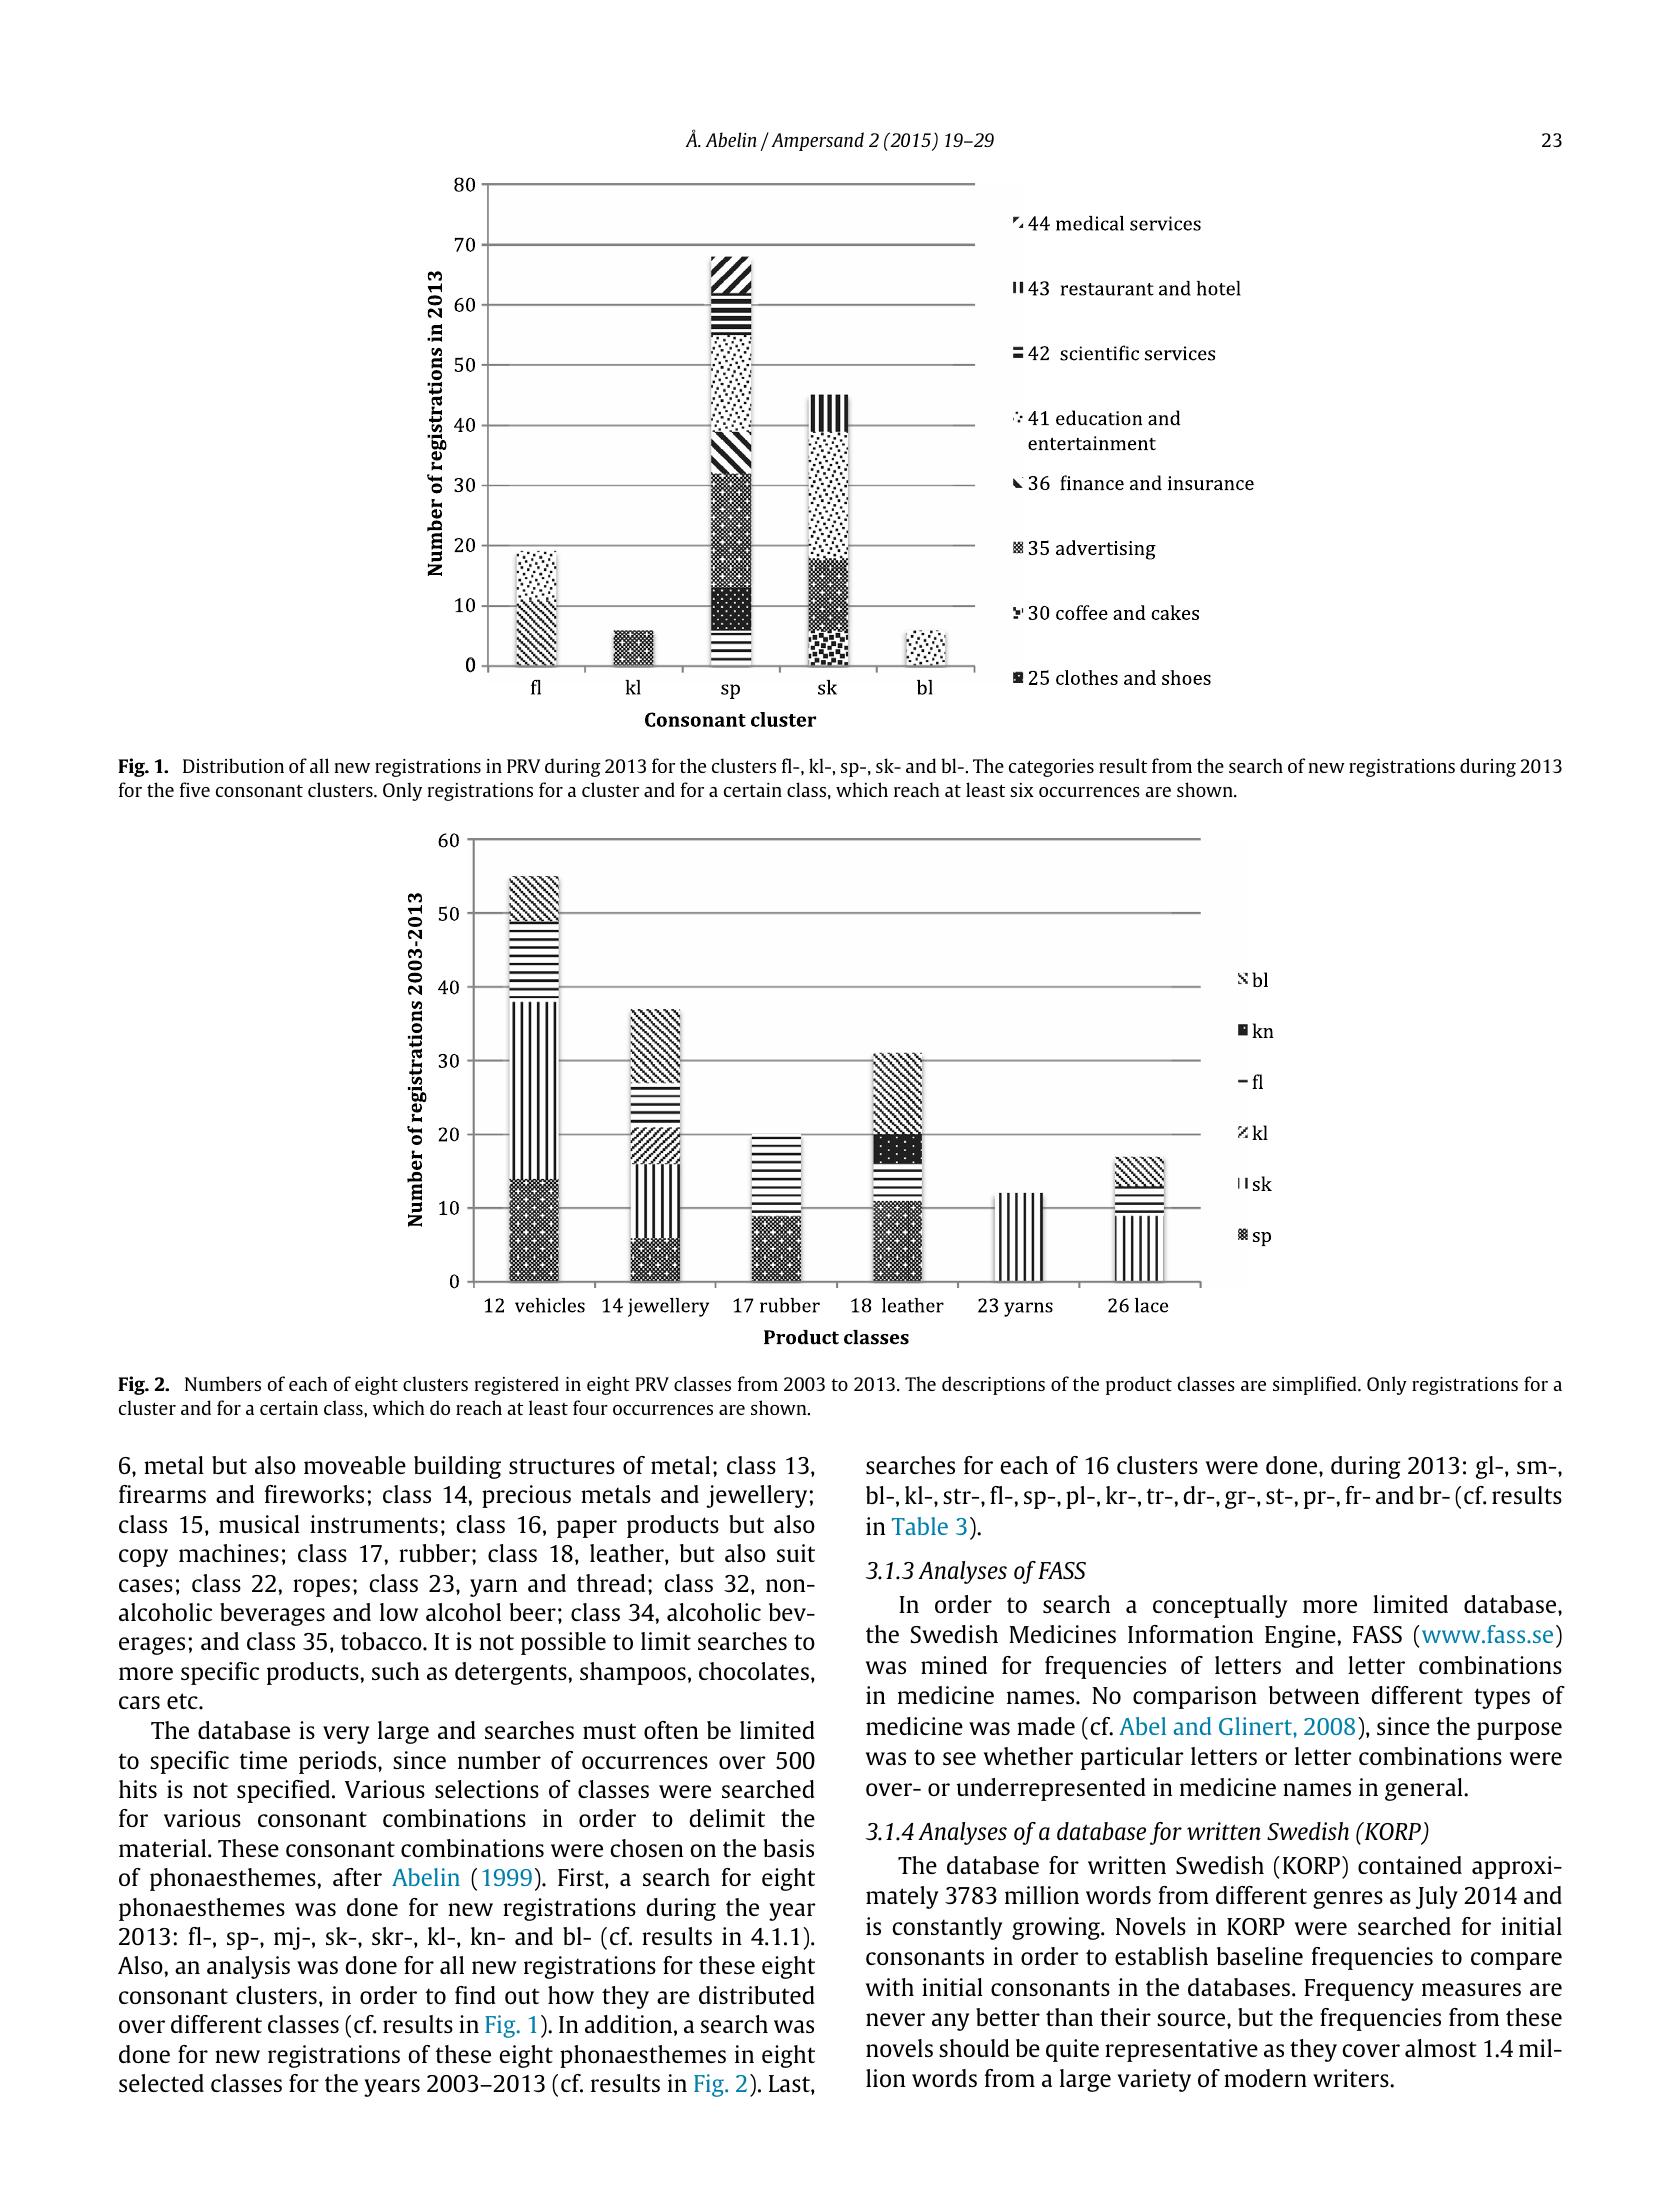 Å. Abelin / Ampersand 2 (2015) 19–29
23
80
70
60
50
40
30
20
10
0
Number of registrations in 2013
fl
kl
sp
sk
bl
Consonant cluster
44 medical services
43 restaurant and hotel
42 scientific services
41 education and
entertainment
36 finance and insurance
35 advertising
30 coffee and cakes
25 clothes and shoes
Fig. 1. Distribution of all new registrations in PRV during 2013 for the clusters fl-, kl-, sp-, sk- and bl-. The categories result from the search of new registrations during 2013
for the five consonant clusters. Only registrations for a cluster and for a certain class, which reach at least six occurrences are shown.
60
50
40
30
20
10
0
Number of registrations 2003-2013
12 vehicles
14 jewellery
17 rubber
18 leather
23 yarns
26 lace
Product classes
bl
kn
fl
kl
sk
sp
Fig. 2. Numbers of each of eight clusters registered in eight PRV classes from 2003 to 2013. The descriptions of the product classes are simplified. Only registrations for a
cluster and for a certain class, which do reach at least four occurrences are shown.
6, metal but also moveable building structures of metal; class 13,
firearms and fireworks; class 14, precious metals and jewellery;
class 15, musical instruments; class 16, paper products but also
copy machines; class 17, rubber; class 18, leather, but also suit
cases; class 22, ropes; class 23, yarn and thread; class 32, non-
alcoholic beverages and low alcohol beer; class 34, alcoholic bev-
erages; and class 35, tobacco. It is not possible to limit searches to
more specific products, such as detergents, shampoos, chocolates,
cars etc.
The database is very large and searches must often be limited
to specific time periods, since number of occurrences over 500
hits is not specified. Various selections of classes were searched
for various consonant combinations in order to delimit the
material. These consonant combinations were chosen on the basis
of phonaesthemes, after Abelin (1999). First, a search for eight
phonaesthemes was done for new registrations during the year
2013: fl-, sp-, mj-, sk-, skr-, kl-, kn- and bl- (cf. results in 4.1.1).
Also, an analysis was done for all new registrations for these eight
consonant clusters, in order to find out how they are distributed
over different classes (cf. results in Fig. 1). In addition, a search was
done for new registrations of these eight phonaesthemes in eight
selected classes for the years 2003–2013 (cf. results in Fig. 2). Last,
searches for each of 16 clusters were done, during 2013: gl-, sm-,
bl-, kl-, str-, fl-, sp-, pl-, kr-, tr-, dr-, gr-, st-, pr-, fr- and br- (cf. results
in Table 3).
3.1.3 Analyses of FASS
In order to search a conceptually more limited database,
the Swedish Medicines Information Engine, FASS (www.fass.se)
was mined for frequencies of letters and letter combinations
in medicine names. No comparison between different types of
medicine was made (cf. Abel and Glinert, 2008), since the purpose
was to see whether particular letters or letter combinations were
over- or underrepresented in medicine names in general.
3.1.4 Analyses of a database for written Swedish (KORP)
The database for written Swedish (KORP) contained approxi-
mately 3783 million words from different genres as July 2014 and
is constantly growing. Novels in KORP were searched for initial
consonants in order to establish baseline frequencies to compare
with initial consonants in the databases. Frequency measures are
never any better than their source, but the frequencies from these
novels should be quite representative as they cover almost 1.4 mil-
lion words from a large variety of modern writers.